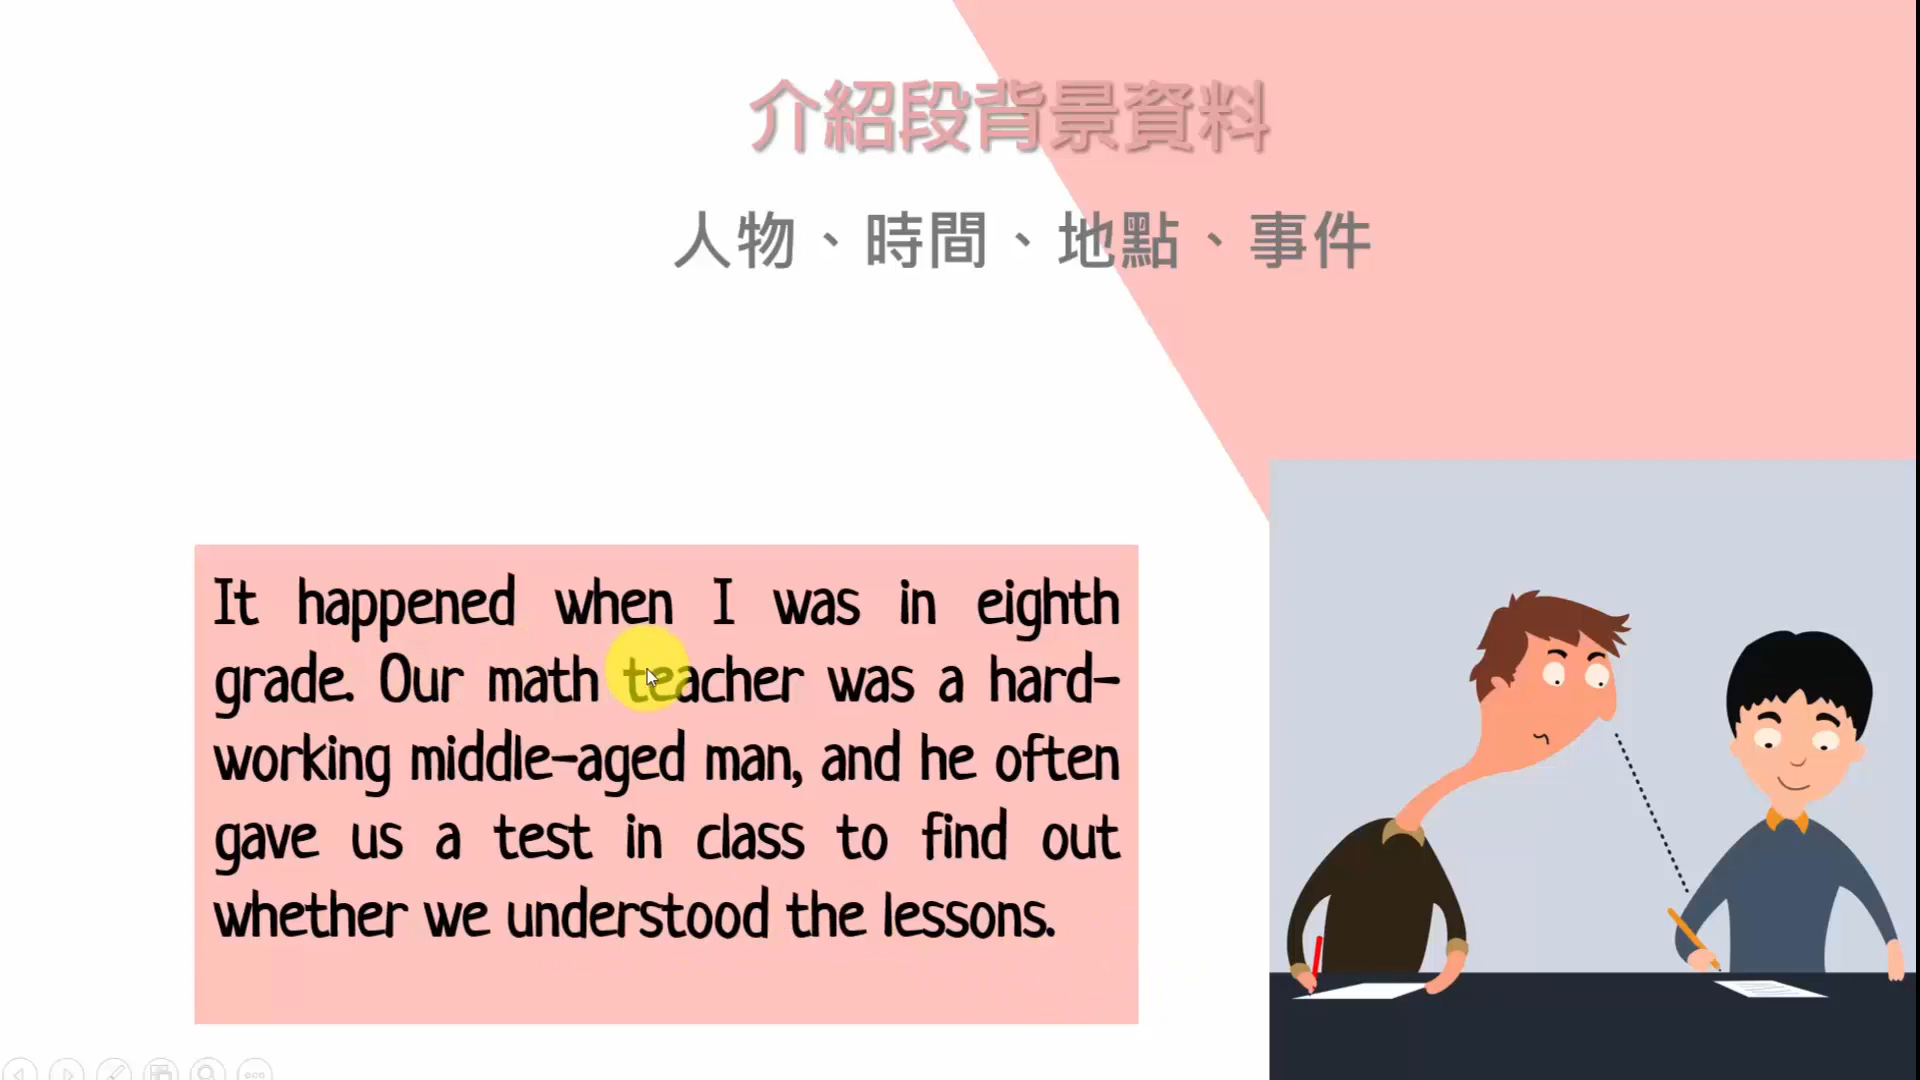 介紹段背景資料
人物、時間、地點、事件
It happened when I was in eighth
grade. Our math teacher was a hard-
working middle-aged man, and he often
gave us a test in class to find out
whether we understood the lessons.